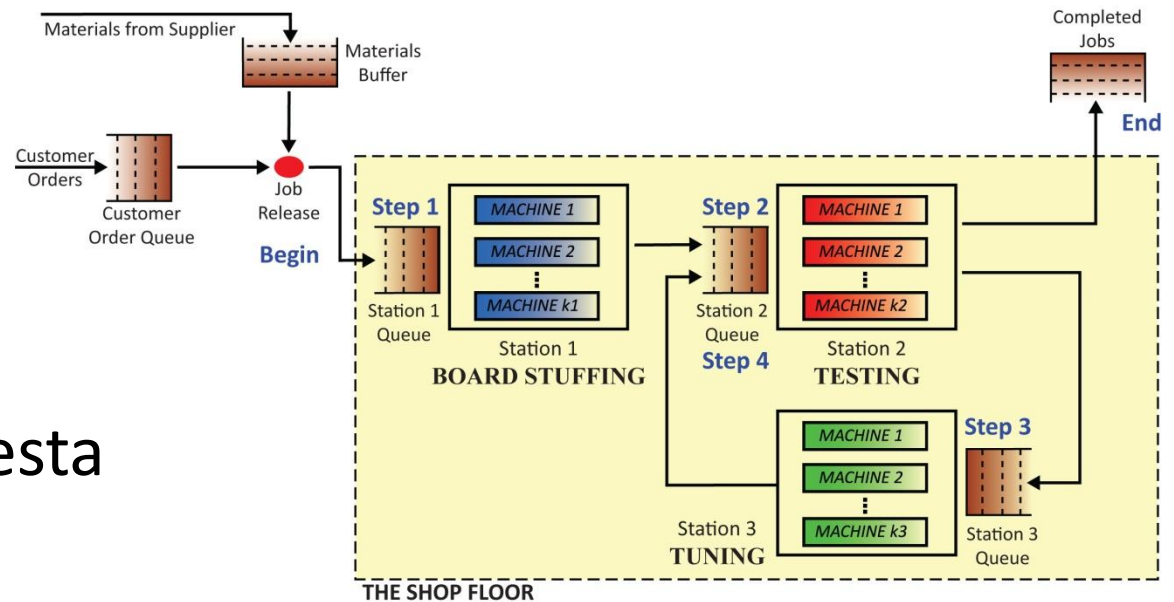 Materials from Supplier
Materials
Buffer
Completed
Jobs
End
Customer
Orders
Customer
Order Queue
Job
Release
Begin
Step 1
Station 1
Queue
MACHINE 1
MACHINE 2
MACHINE k1
Station 1
BOARD STUFFING
Step 2
Station 2
Queue
Step 4
MACHINE 1
MACHINE 2
MACHINE k2
Station 2
TESTING
esta
MACHINE 1
MACHINE 2
MACHINE k3
Station 3
TUNING
Step 3
Station 3
Queue
THE SHOP FLOOR